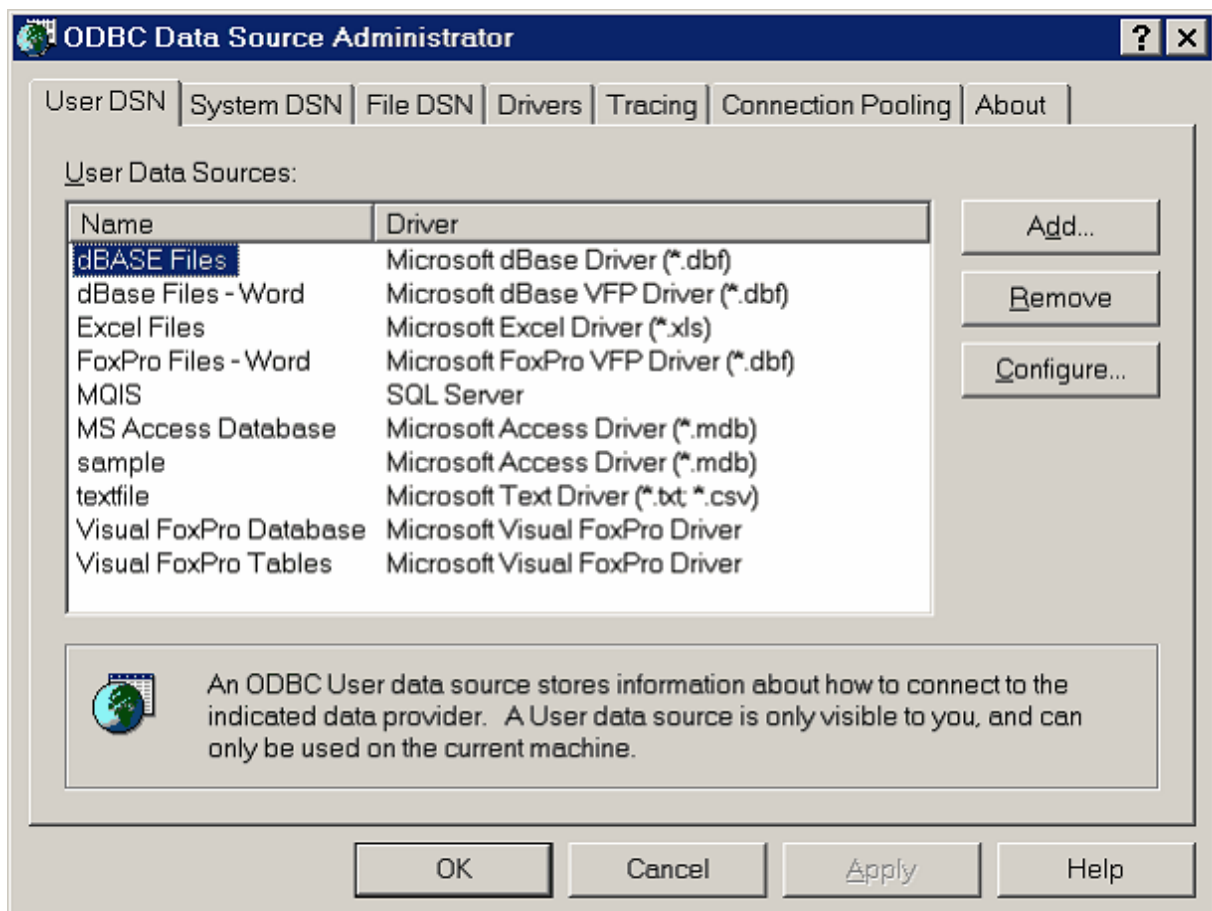 ODBC Data Source Administrator
User DSN System DSN File DSN Drivers Tracing Connection Pooling About
User Data Sources:
Name Driver
dBASE Files Microsoft dBase Driver (*.dbf)
dBase Files - Word Microsoft dBase VFP Driver (*.dbf)
Excel Files Microsoft Excel Driver (*.xls)
FoxPro Files - Word Microsoft FoxPro VFP Driver (*.dbf)
MQIS SQL Server
MS Access Database Microsoft Access Driver (*.mdb)
sample Microsoft Access Driver (*.mdb)
textfile Microsoft Text Driver (*.txt; *.csv)
Visual FoxPro Database Microsoft Visual FoxPro Driver
Visual FoxPro Tables Microsoft Visual FoxPro Driver
Add...
Remove
Configure...
An ODBC User data source stores information about how to connect to the
indicated data provider. A User data source is only visible to you, and can
only be used on the current machine.
OK Cancel Apply Help